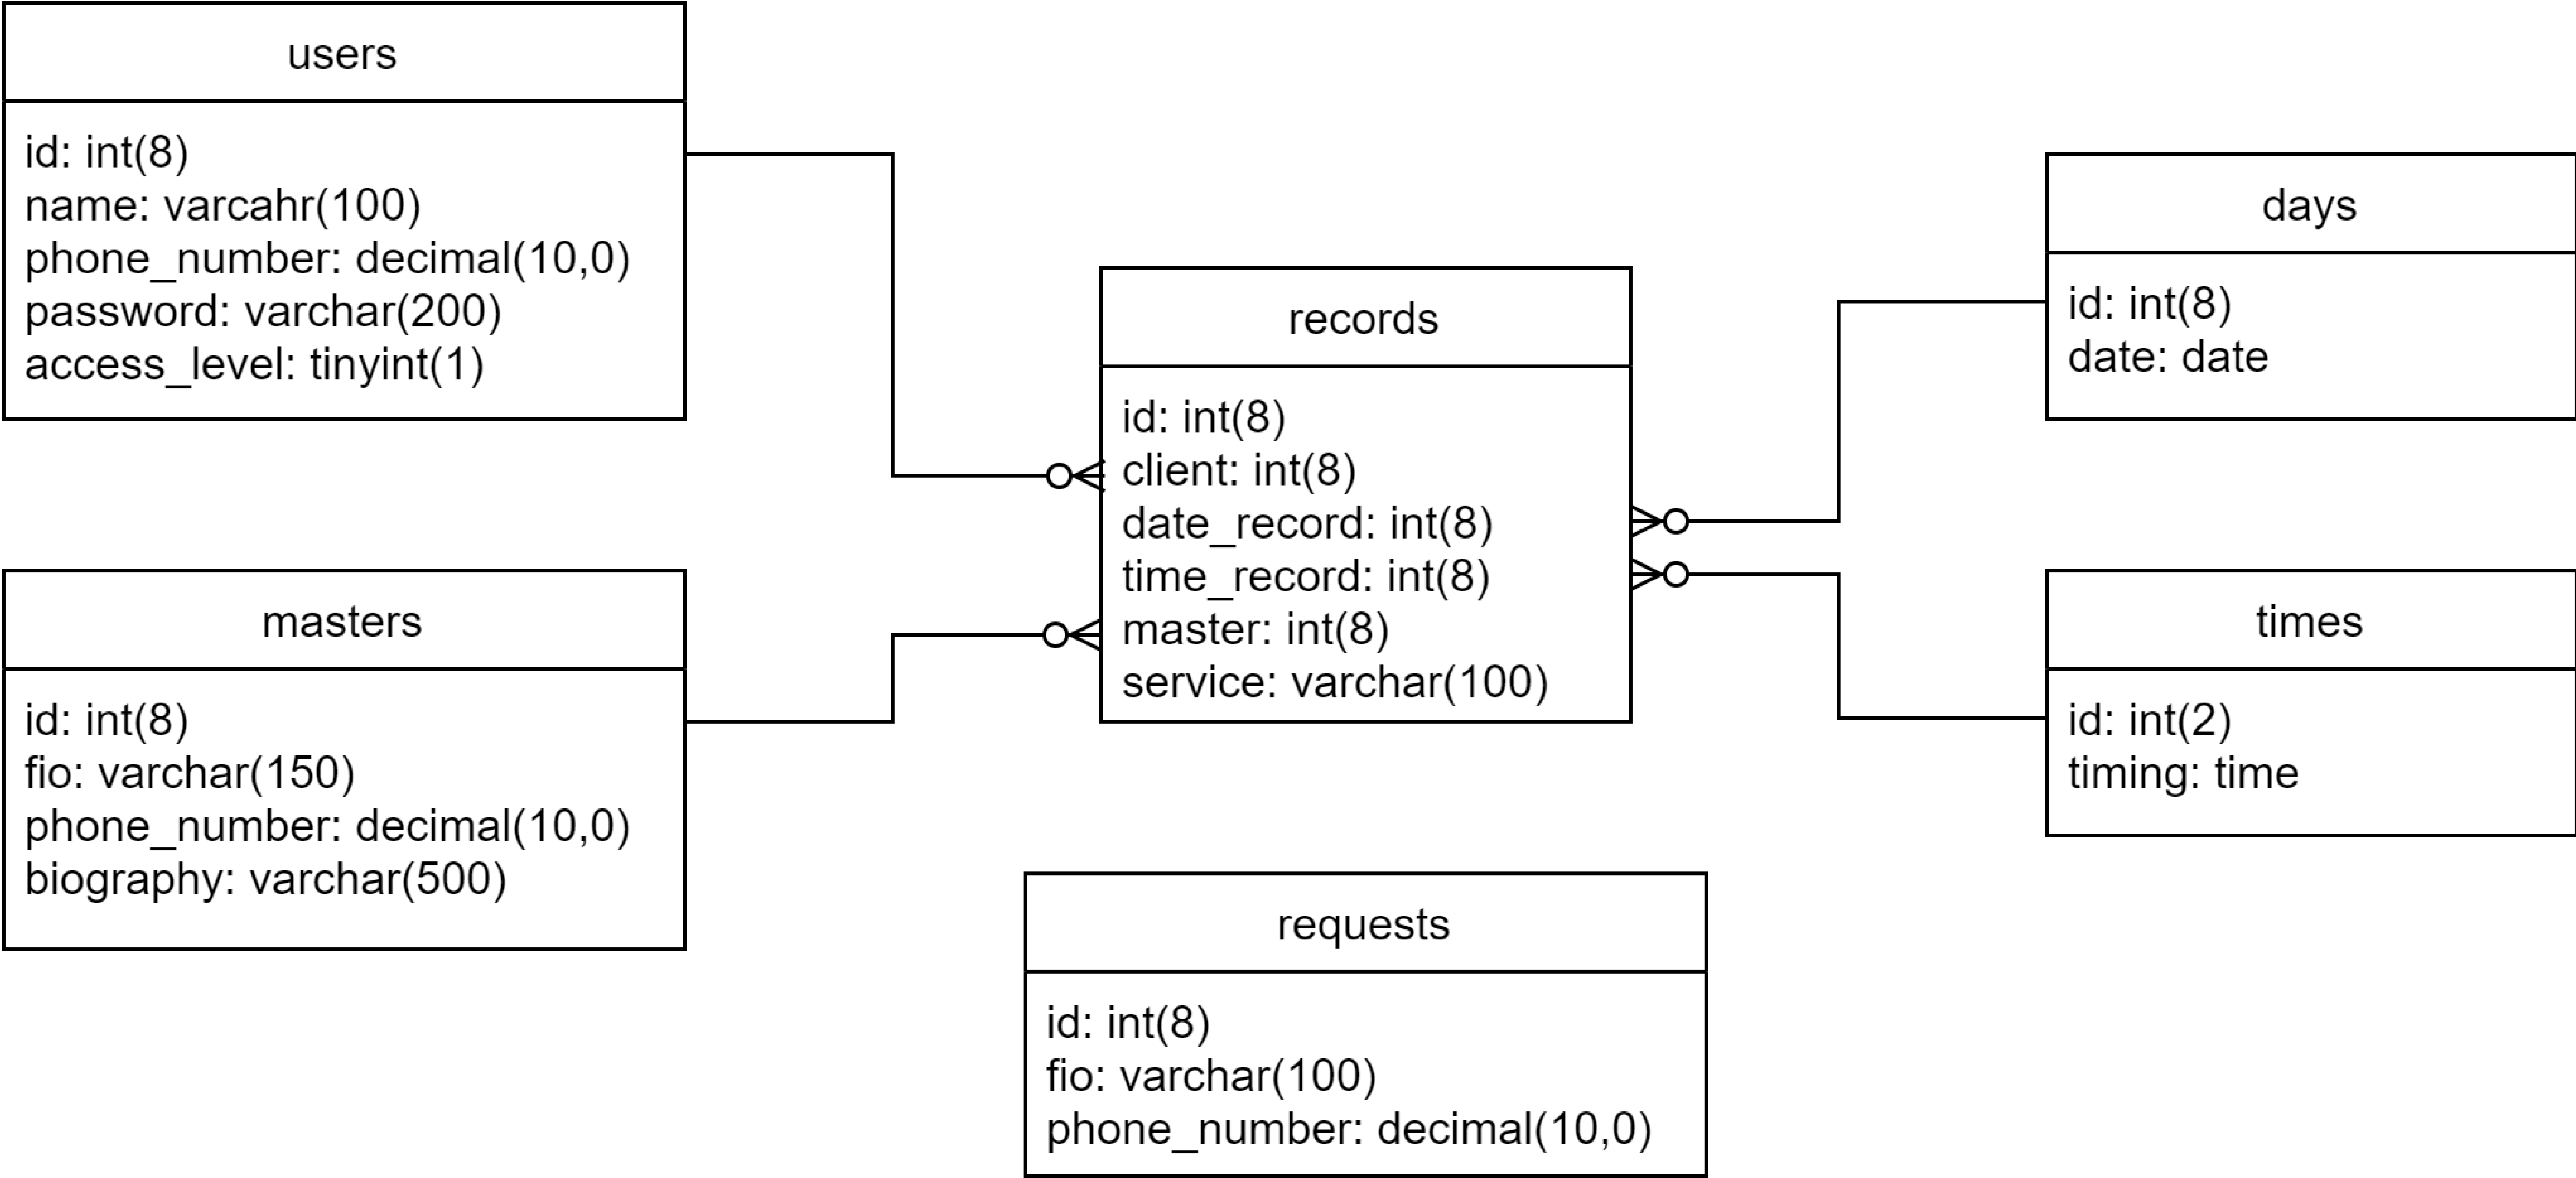 users
id: int(8)
name: varcahr(100)
phone_number: decimal(10,0)
password: varchar(200)
access_level: tinyint(1)
masters
id: int(8)
fio: varchar(150)
phone_number: decimal(10,0)
biography: varchar(500)
records
id: int(8)
client: int(8)
date_record: int(8)
time_record: int(8)
master: int(8)
service: varchar(100)
requests
id: int(8)
fio: varchar(100)
phone_number: decimal(10,0)
days
id: int(8)
date: date
times
id: int(2)
timing: time